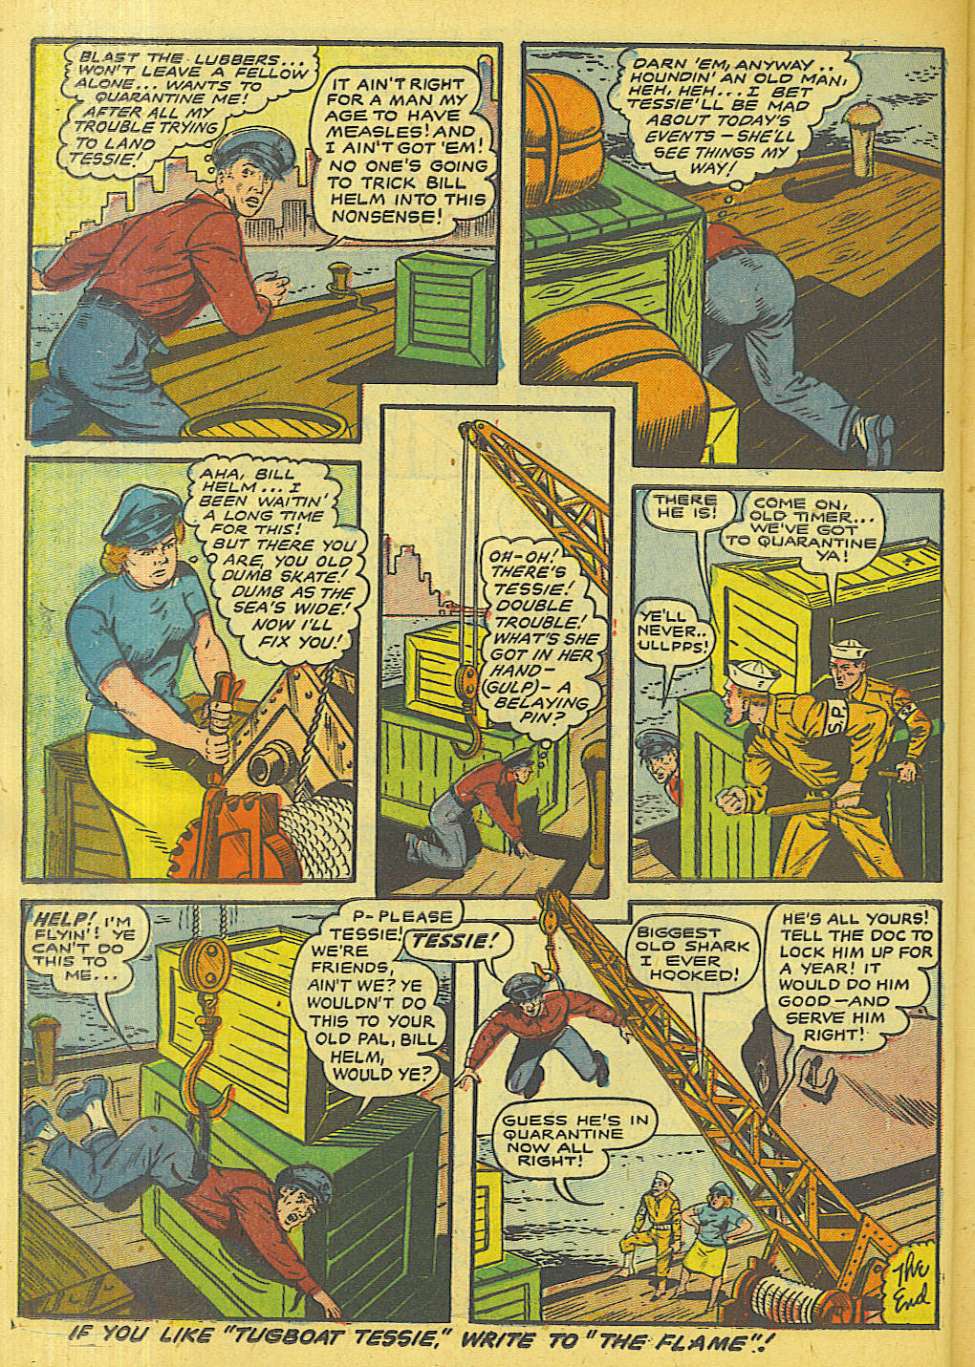 BLAST THE LUBBERS...
WON'T LEAVE A FELLOW
ALONE... WANTS TO
QUARANTINE ME!
AFTER ALL MY
TROUBLE TRYING
TO LAND
TESSIE!
IT AIN'T RIGHT
FOR A MAN MY
AGE TO HAVE
MEASLES! AND
I AIN'T GOT 'EM!
NO ONE'S GOING
TO TRICK BILL
HELM INTO THIS
NONSENSE!
DARN 'EM, ANYWAY..
HOUNDIN' AN OLD MAN,
HEH, HEH... I BET
TESSIE'LL BE MAD
ABOUT TODAY'S
EVENTS - SHE'LL
SEE THINGS MY
WAY!
AHA, BILL
HELM... I
BEEN WAITIN'
A LONG TIME
FOR THIS!
BUT THERE YOU
ARE, YOU OLD
DUMB SKATE!
DUMB AS THE
SEA'S WIDE!
NOW I'LL
FIX YOU!
OH-OH!
THERE'S
TESSIE!
DOUBLE
TROUBLE!
WHAT'S SHE
GOT IN HER
HAND-
(GULP) - A
BELAYING
PIN?
THERE
HE IS!
COME ON,
OLD TIMER...
WE'VE GOT
TO QUARANTINE
YA!
YE'LL
NEVER..
ULLPPS!
SP
SP
HELP! I'M
FLYIN'! YE
CAN'T DO
THIS TO
ME...
P-PLEASE
TESSIE!
WE'RE
FRIENDS,
AIN'T WE? YE
WOULDN'T DO
THIS TO YOUR
OLD PAL, BILL
HELM,
WOULD YE?
TESSIE!
BIGGEST
OLD SHARK
I EVER
HOOKED!
HE'S ALL YOURS!
TELL THE DOC TO
LOCK HIM UP FOR
A YEAR! IT
WOULD DO HIM
GOOD - AND
SERVE HIM
RIGHT!
GUESS HE'S IN
QUARANTINE
NOW ALL
RIGHT!
The
End
IF YOU LIKE "TUGBOAT TESSIE," WRITE TO "THE FLAME"!